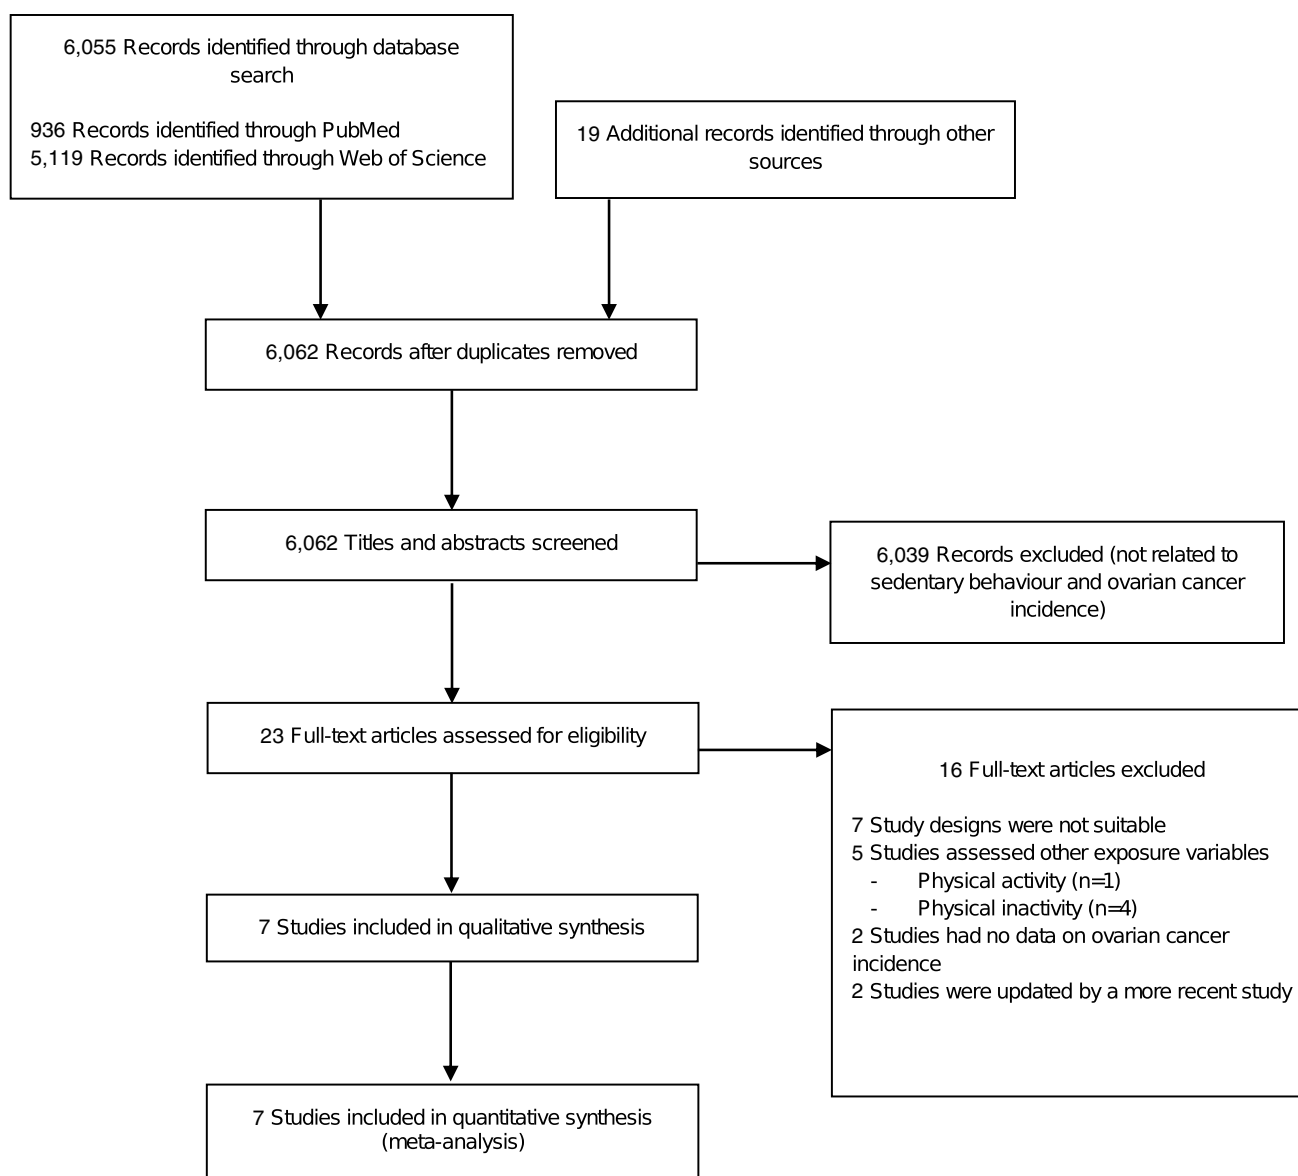 6,055 Records identified through database
search
936 Records identified through PubMed
5,119 Records identified through Web of Science
19 Additional records identified through other
sources
6,062 Records after duplicates removed
6,062 Titles and abstracts screened
6,039 Records excluded (not related to
sedentary behaviour and ovarian cancer
incidence)
23 Full-text articles assessed for eligibility
16 Full-text articles excluded
7 Study designs were not suitable
5 Studies assessed other exposure variables
- Physical activity (n=1)
- Physical inactivity (n=4)
2 Studies had no data on ovarian cancer
incidence
2 Studies were updated by a more recent study
7 Studies included in qualitative synthesis
7 Studies included in quantitative synthesis
(meta-analysis)